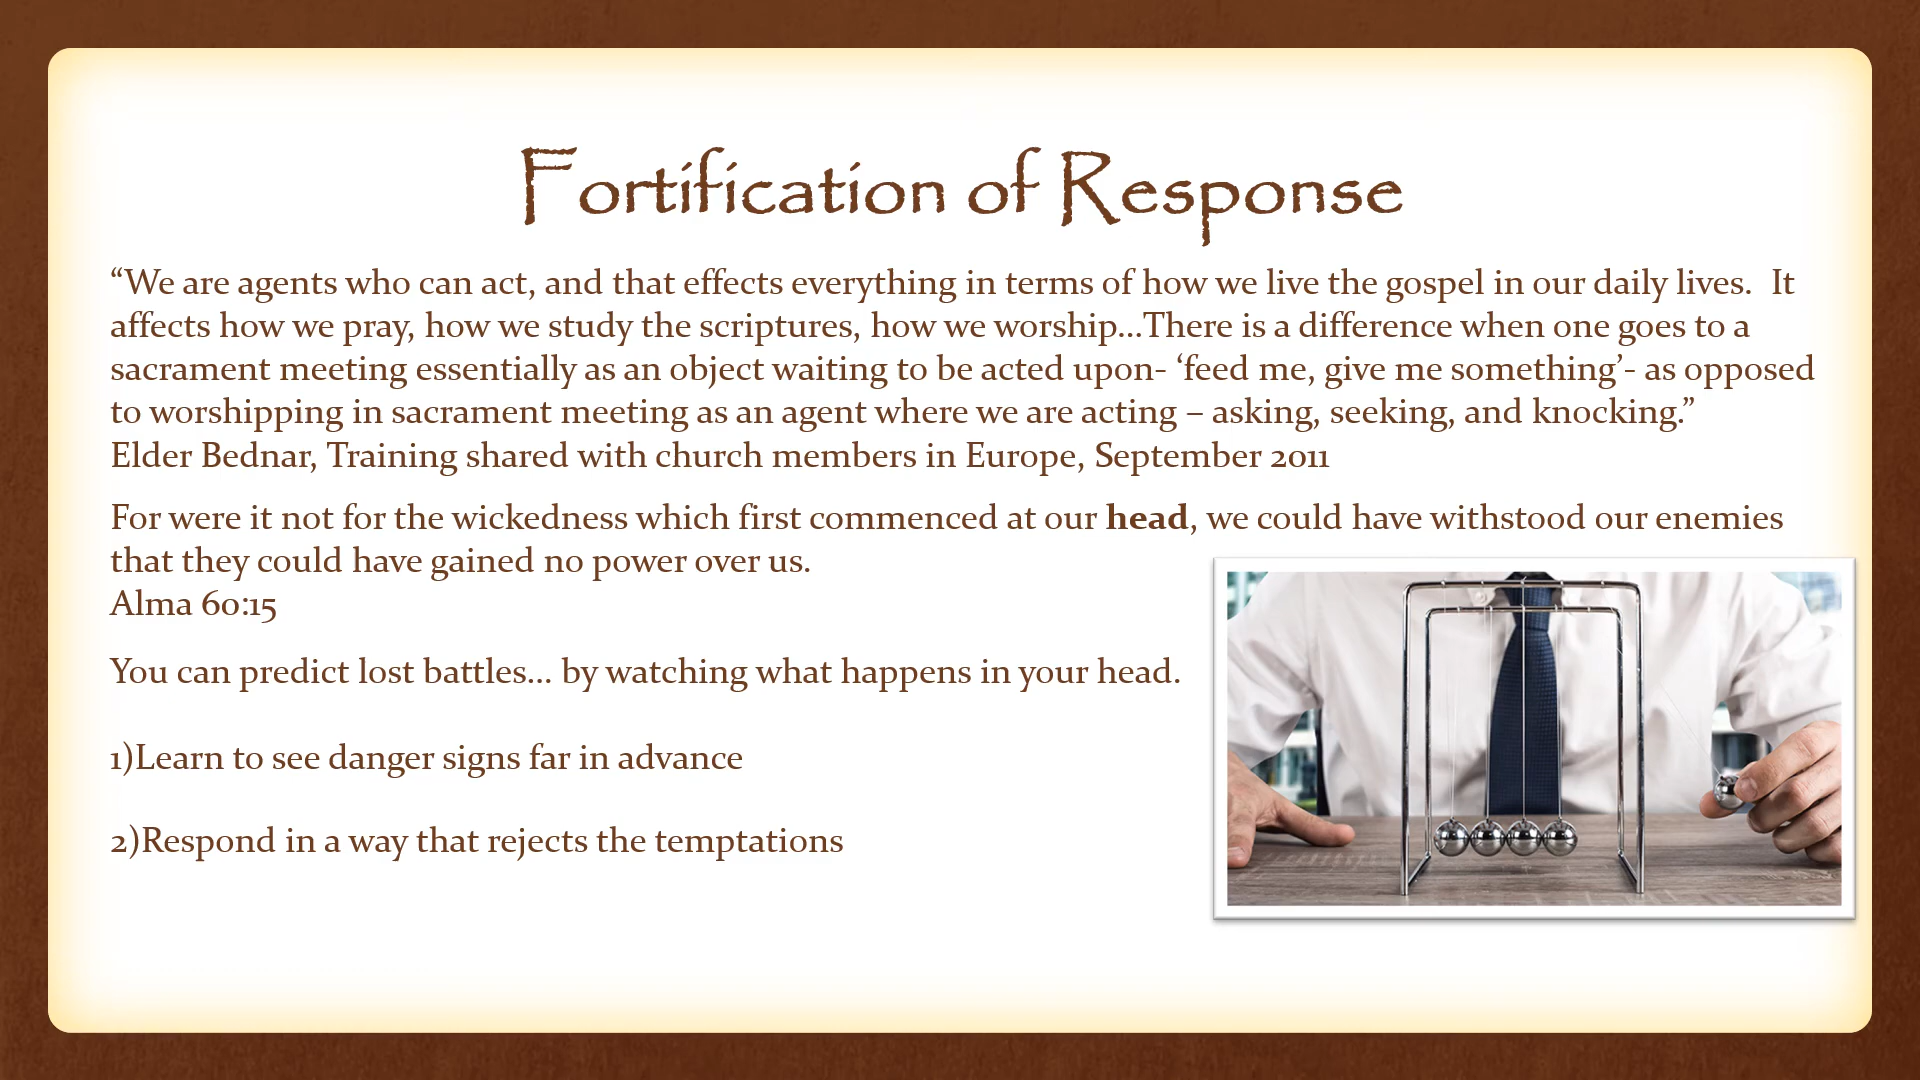 Fortification of Response
“We are agents who can act, and that effects everything in terms of how we live the gospel in our daily lives.  It
affects how we pray, how we study the scriptures, how we worship…There is a difference when one goes to a
sacrament meeting essentially as an object waiting to be acted upon- ‘feed me, give me something’- as opposed
to worshipping in sacrament meeting as an agent where we are acting – asking, seeking, and knocking.”
Elder Bednar, Training shared with church members in Europe, September 2011
For were it not for the wickedness which first commenced at our head, we could have withstood our enemies
that they could have gained no power over us.
Alma 60:15
You can predict lost battles… by watching what happens in your head.
1)Learn to see danger signs far in advance
2)Respond in a way that rejects the temptations